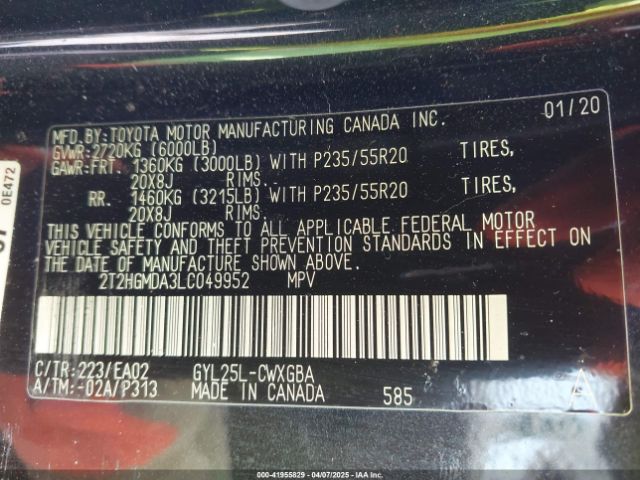 01/20
MFD.BY:TOYOTA MOTOR MANUFACTURING CANADA INC.
GVWR:2720KG (6000LB)
GAWR:FRT. 1360KG (3000LB) WITH P235/55R20 TIRES,
20X8J RIMS.
RR. 1460KG (3215LB) WITH P235/55R20 TIRES,
20X8J RIMS.
THIS VEHICLE CONFORMS TO ALL APPLICABLE FEDERAL MOTOR
VEHICLE SAFETY AND THEFT PREVENTION STANDARDS IN EFFECT ON
THE DATE OF MANUFACTURE SHOWN ABOVE.
2T2HGMDA3LC049952 MPV
C/TR:223/EA02 GYL25L-CWXGBA
A/TM:-02A/P313 MADE IN CANADA 585 A
0E472
000-41955829 04/07/2025 - IAA Inc.